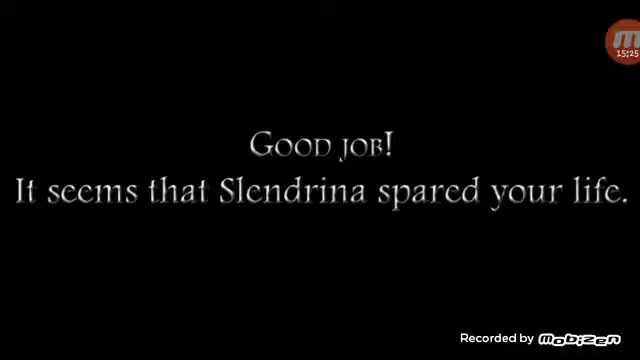 M
15:25
Good job!
It seems that Slendrina spared your life.
Recorded by Mobizen